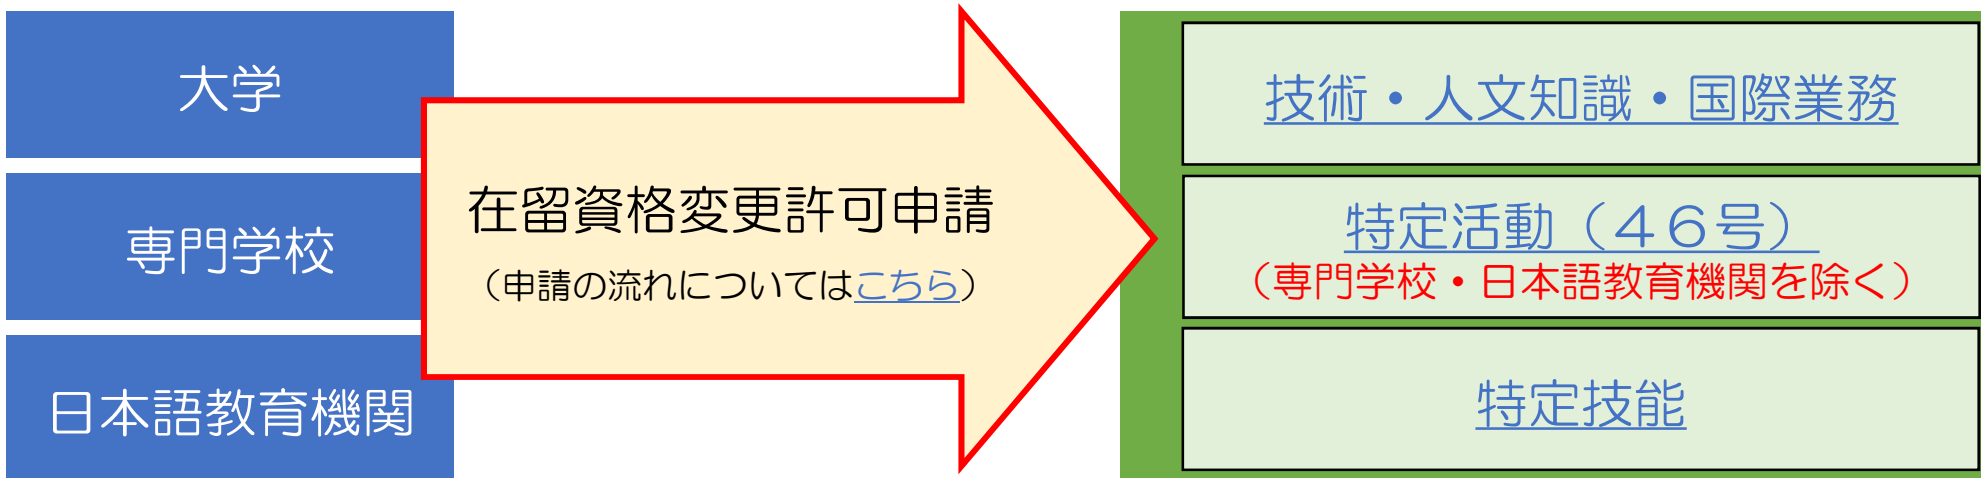 大学
専門学校
日本語教育機関
在留資格変更許可申請
（申請の流れについてはこちら）
技術・人文知識・国際業務
特定活動（４６号）
（専門学校・日本語教育機関を除く）
特定技能